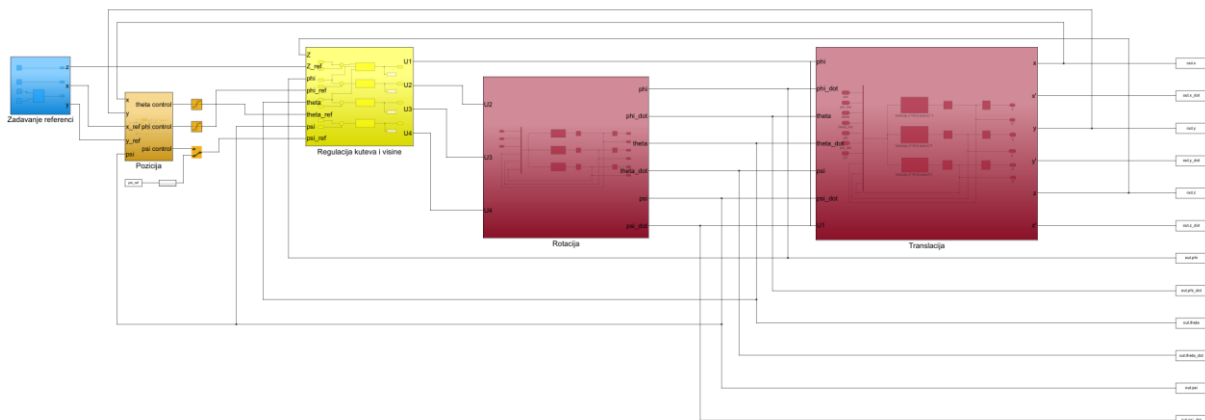 z
x
y
Zadavanje referenci
x
y
x_ref
y_ref
psi
theta control
phi control
psi control
Pozicija
psi_ref
Z
Z_ref
phi
phi_ref
theta
theta_ref
psi
psi_ref
U1
U2
U3
U4
Regulacija kuteva i visine
U2
U3
U4
phi
phi_dot
theta
theta_dot
psi
psi_dot
Rotacija
phi
phi_dot
theta
theta_dot
psi
psi_dot
U1
x
x'
y
y'
z
z'
Translacija
out.x
out.x_dot
out.y
out.y_dot
out.z
out.z_dot
out.phi
out.phi_dot
out.theta
out.theta_dot
out.psi